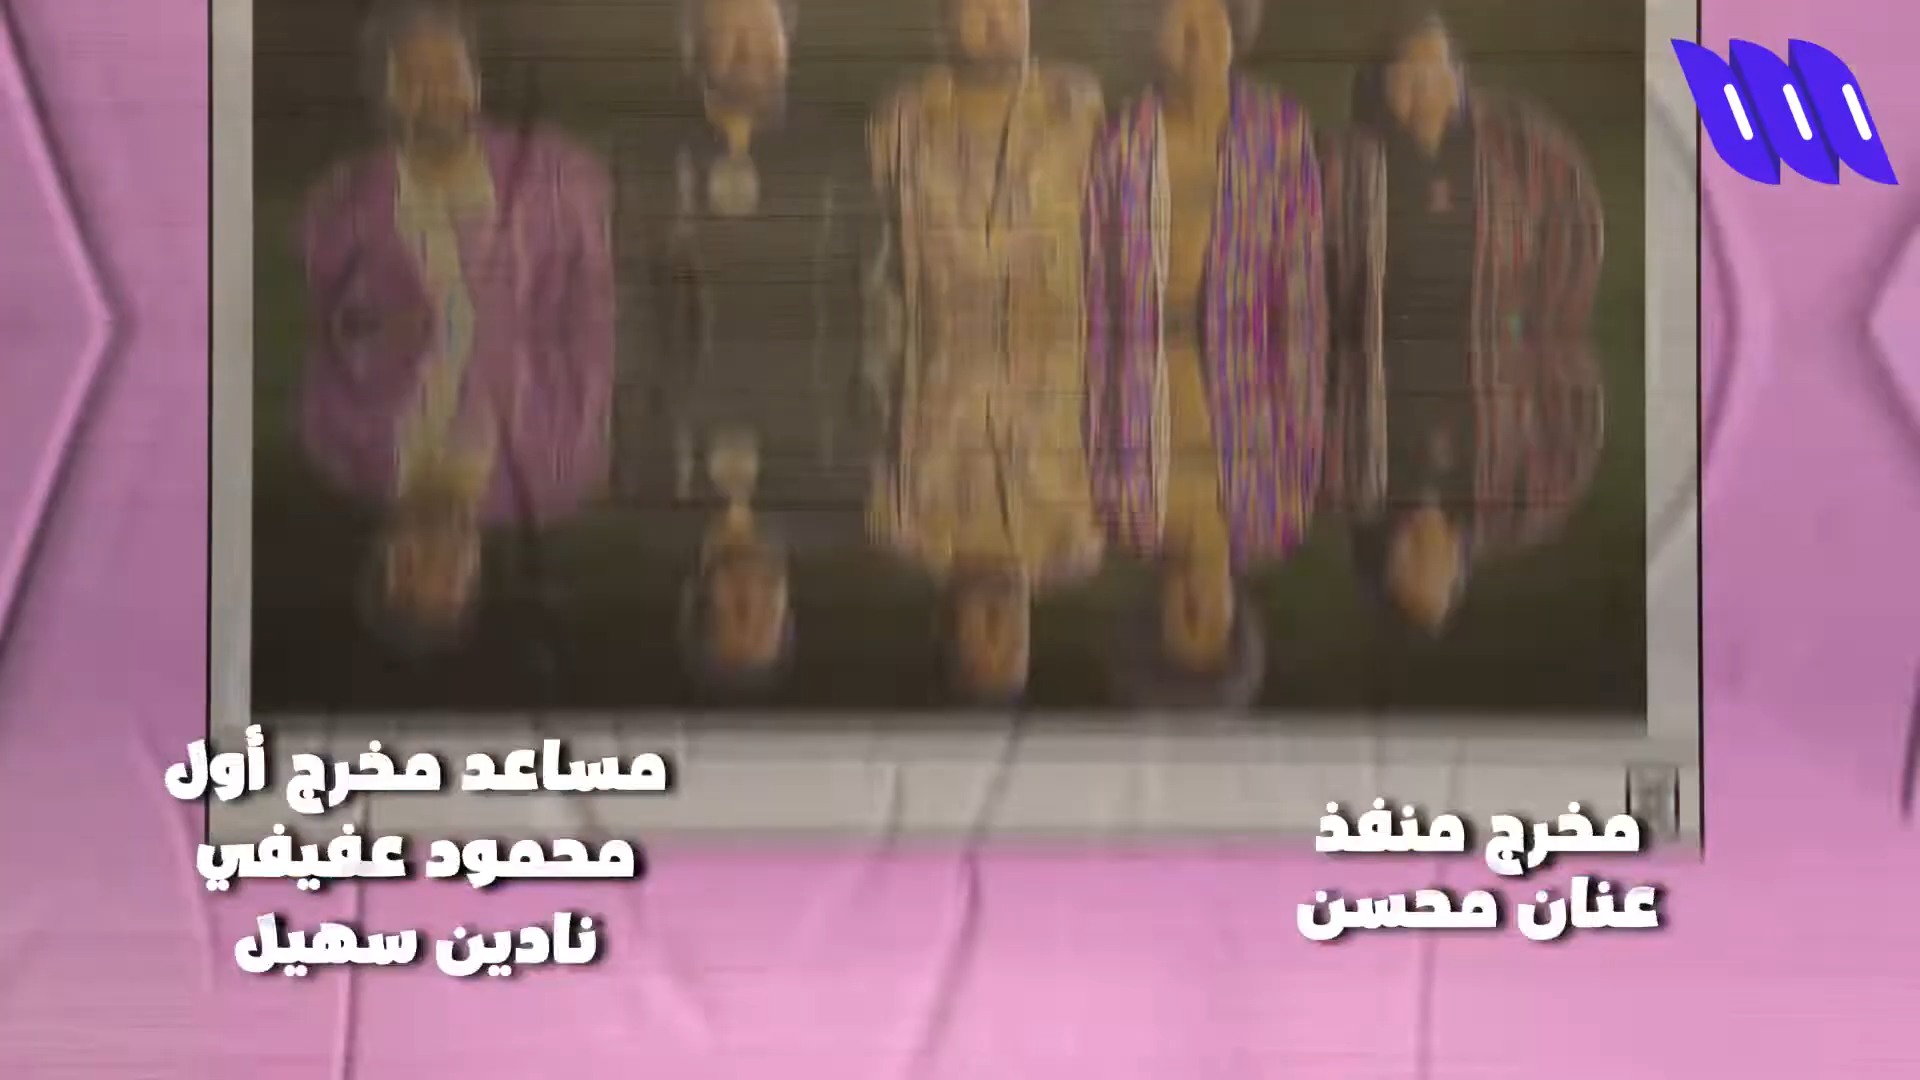 مخرج منفذ
عنان محسن
مساعد مخرج أول
محمود عفيفي
نادين سهيل